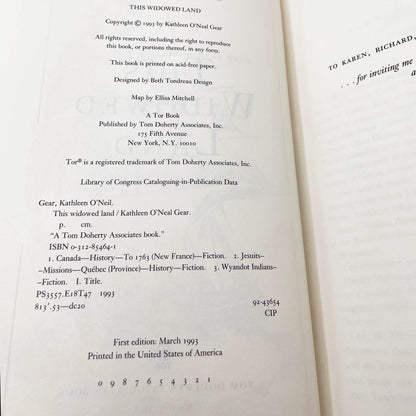 THIS WIDOWED LAND
Copyright © 1993 by Kathleen O'Neal Gear
All rights reserved, including the right to reproduce
this book, or portions thereof, in any form.
This book is printed on acid-free paper.
Designed by Beth Tondreau Design
Map by Ellisa Mitchell
A Tor Book
Published by Tom Doherty Associates, Inc.
175 Fifth Avenue
New York, N.Y. 10010
Tor® is a registered trademark of Tom Doherty Associates, Inc.
Library of Congress Cataloguing-in-Publication Data
Gear, Kathleen O'Neil.
This widowed land / Kathleen O'Neal Gear.
p. cm.
"A Tom Doherty Associates book."
ISBN 0-312-85464-1
1. Canada—History—To 1763 (New France)—Fiction. 2. Jesuits-
-Missions—Québec (Province)—History—Fiction. 3. Wyandot Indians-
-Fiction. I. Title.
PS3557.E18T47 1993
813'.53—dc20 92-43654
CIP
First edition: March 1993
Printed in the United States of America
0 9 8 7 6 5 4 3 2 1
TO KAREN, RICHARD,
. . . for inviting me